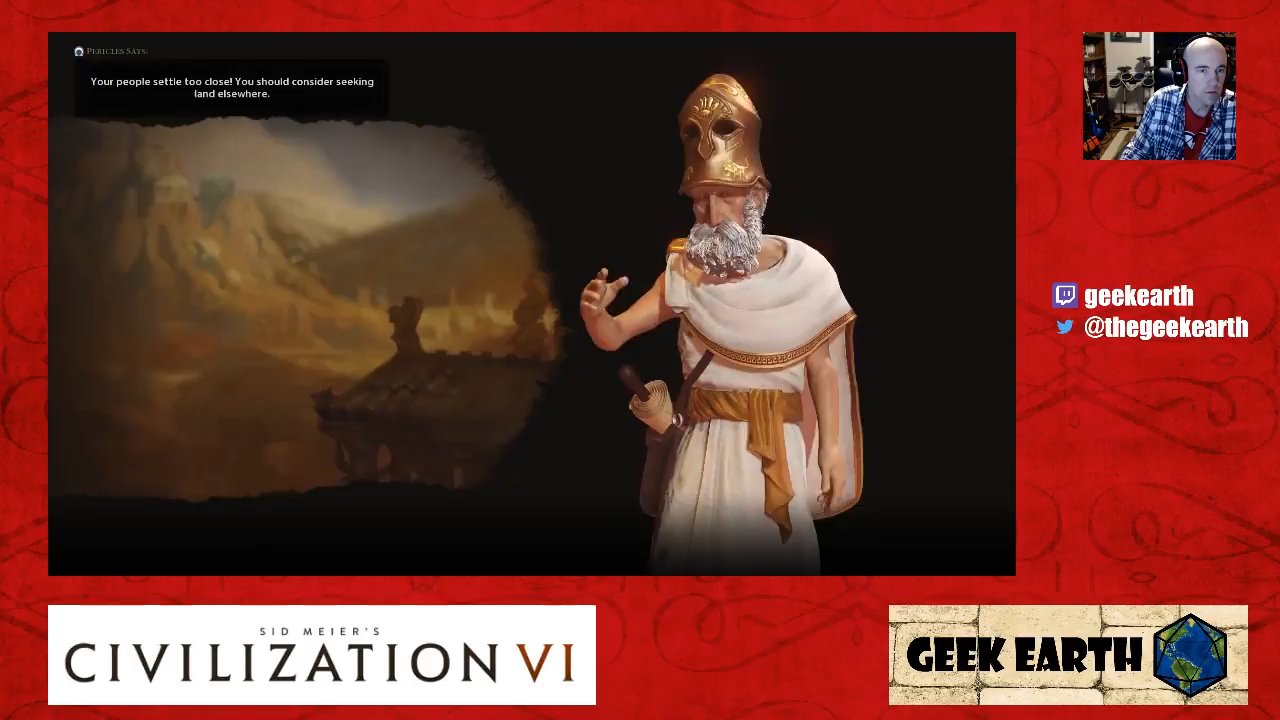 PERICLES SAYS:
Your people settle too close! You should consider seeking
land elsewhere.
geekearth
@thegeekearth
SID MEIER'S
CIVILIZATION VI
GEEK EARTH